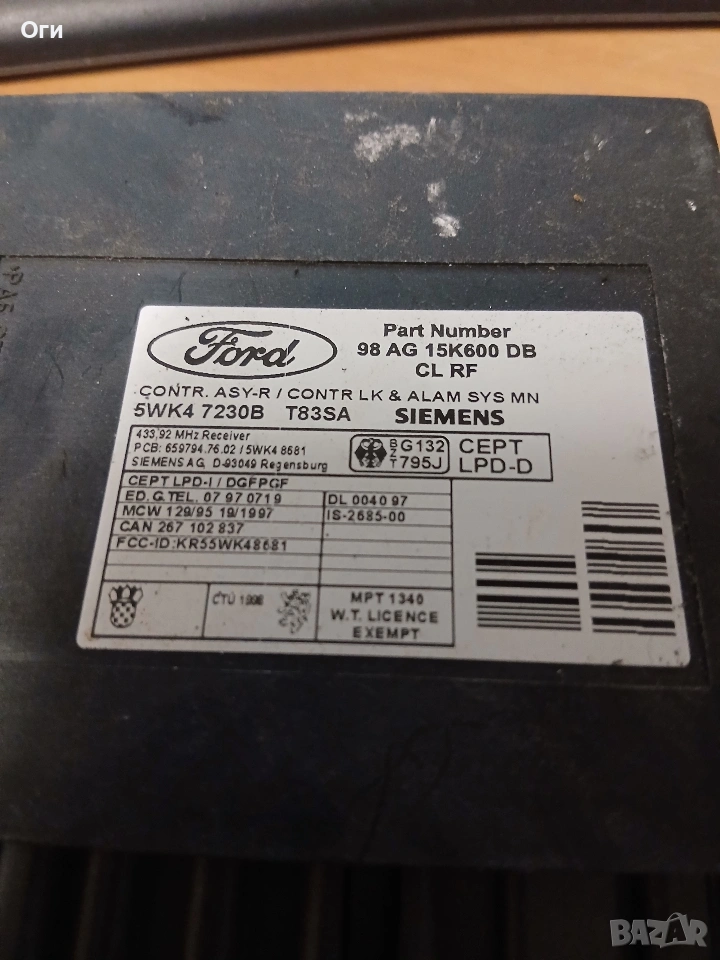 Оги
Ford
Part Number
98 AG 15K600 DB
CL RF
CONTR. ASY-R / CONTR LK & ALAM SYS MN
5WK4 7230B T83SA SIEMENS
433,92 MHz Receiver
PCB: 659794.76.02 / 5WK4 8681
SIEMENS AG, D-93049 Regensburg
BZT
G132
795J
CEPT
LPD-D
CEPT LPD-I / DGFPGF
ED. G.TEL. 07 97 0719
DL 0040 97
MCW 129/95 19/1997
IS-2685-00
CAN 267 102 837
FCC-ID:KR55WK48681
ČTÚ 1998
MPT 1340
W.T. LICENCE
EXEMPT
BAZAR